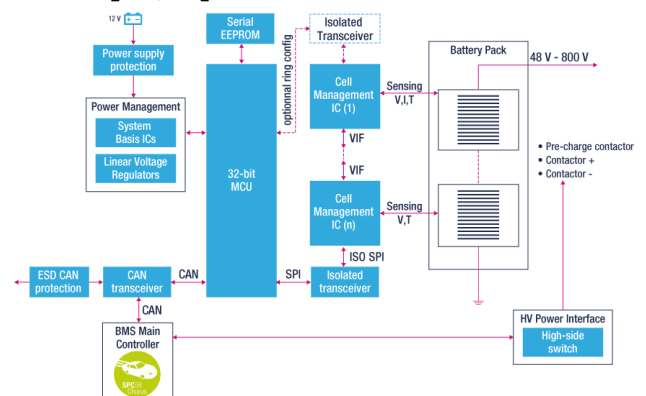 12 V
Power supply
protection
Power Management
System
Basis ICs
Linear Voltage
Regulators
Serial
EEPROM
32-bit
MCU
optionnal ring config
Isolated
Transceiver
Cell
Management
IC (1)
VIF
VIF
Cell
Management
IC (n)
ISO SPI
Isolated
transceiver
SPI
Sensing
V,I,T
Sensing
V,T
Battery Pack
48 V - 800 V
• Pre-charge contactor
• Contactor +
• Contactor -
HV Power Interface
High-side
switch
ESD CAN
protection
CAN
transceiver
CAN
CAN
BMS Main
Controller
SPC58
Chorus